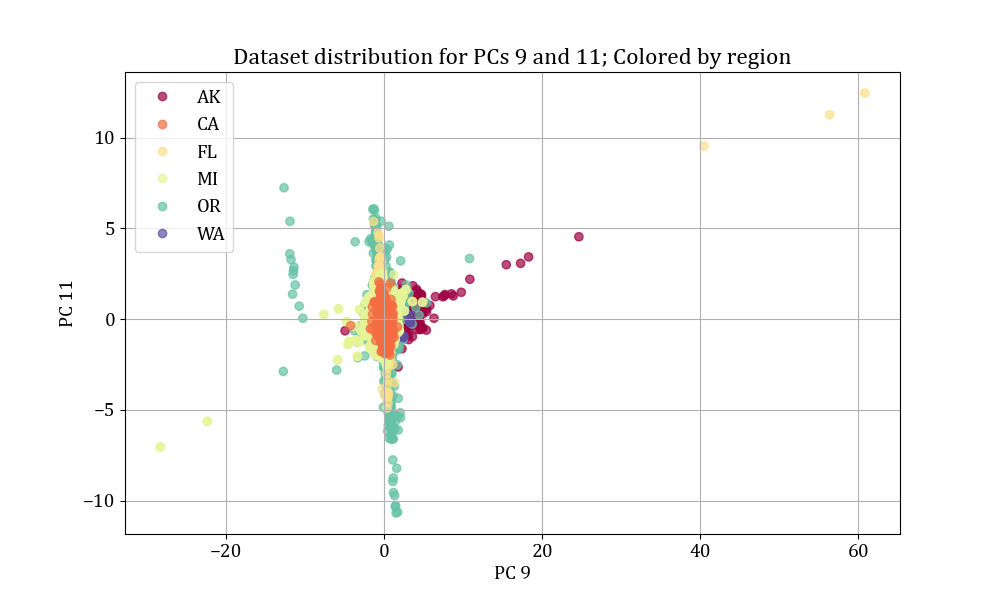 Dataset distribution for PCs 9 and 11; Colored by region
AK
CA
FL
MI
OR
WA
10
5
0
−5
−10
PC 11
−20
0
20
40
60
PC 9